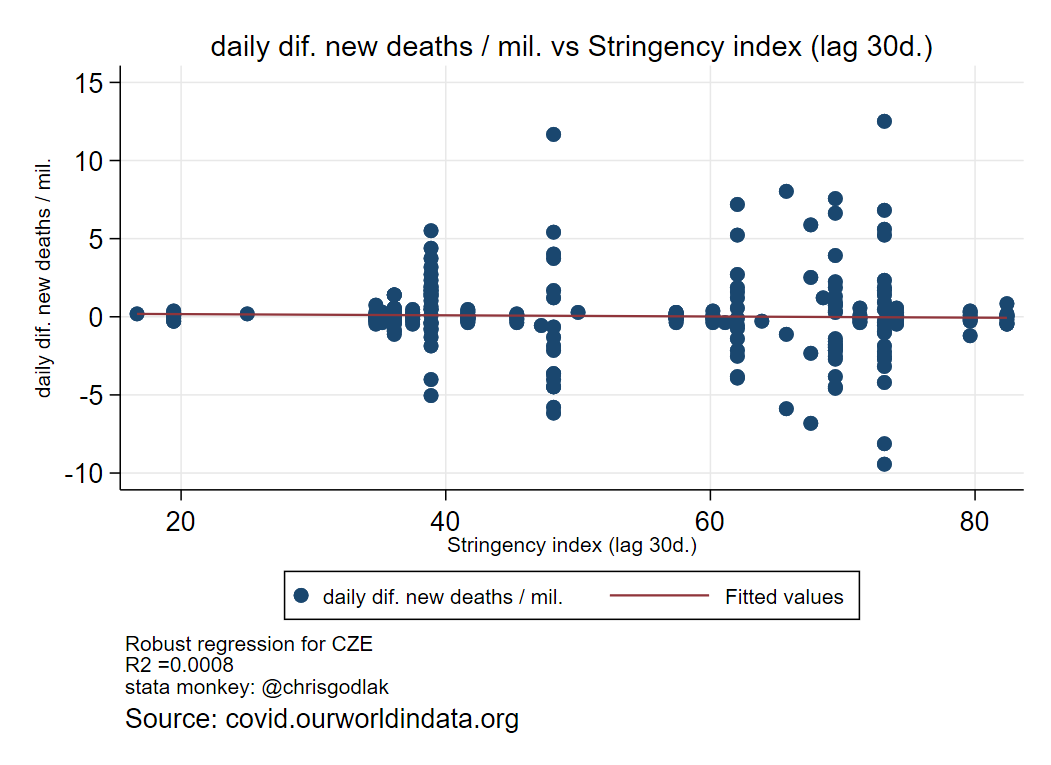 daily dif. new deaths / mil. vs Stringency index (lag 30d.)
daily dif. new deaths / mil.
15
10
5
0
-5
-10
20
40
60
80
Stringency index (lag 30d.)
daily dif. new deaths / mil.
Fitted values
Robust regression for CZE
R2 =0.0008
stata monkey: @chrisgodlak
Source: covid.ourworldindata.org